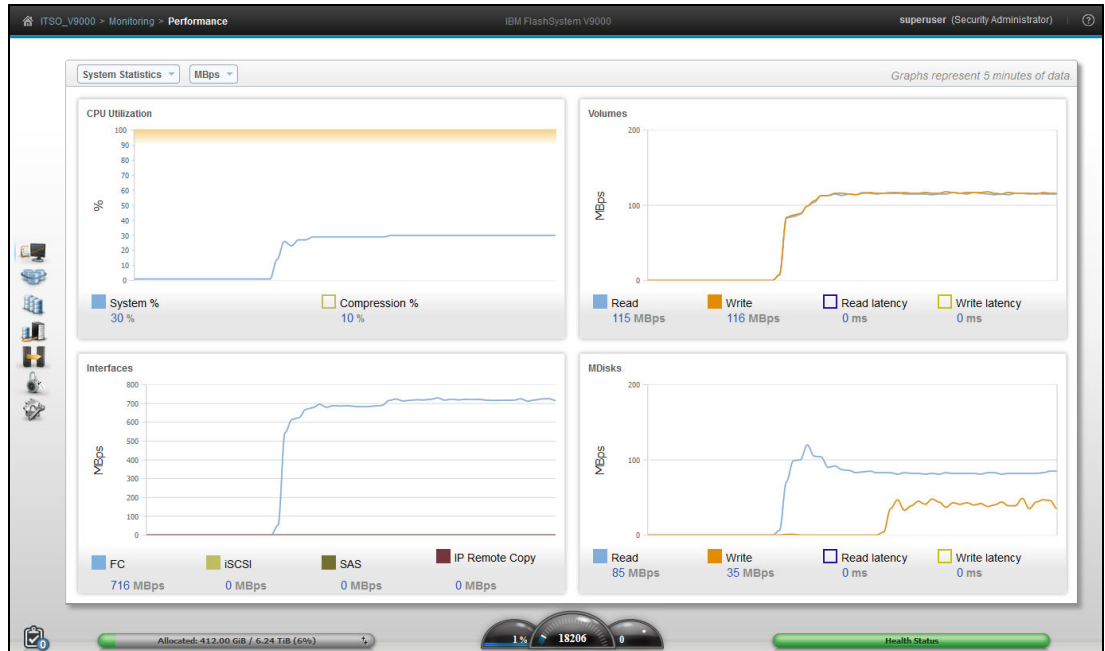 ITSO_V9000 > Monitoring > Performance
IBM FlashSystem V9000
superuser (Security Administrator)
?
System Statistics
MBps
Graphs represent 5 minutes of data.
CPU Utilization
100
90
80
70
60
50
40
30
20
10
0
%
System %
30 %
Compression %
10 %
Volumes
200
100
0
MBps
Read
115 MBps
Write
116 MBps
Read latency
0 ms
Write latency
0 ms
Interfaces
800
700
600
500
400
300
200
100
0
MBps
FC
716 MBps
iSCSI
0 MBps
SAS
0 MBps
IP Remote Copy
0 MBps
MDisks
200
100
0
MBps
Read
85 MBps
Write
35 MBps
Read latency
0 ms
Write latency
0 ms
0
Allocated: 412.00 GiB / 6.24 TiB (6%)
1%
18206
0
Health Status